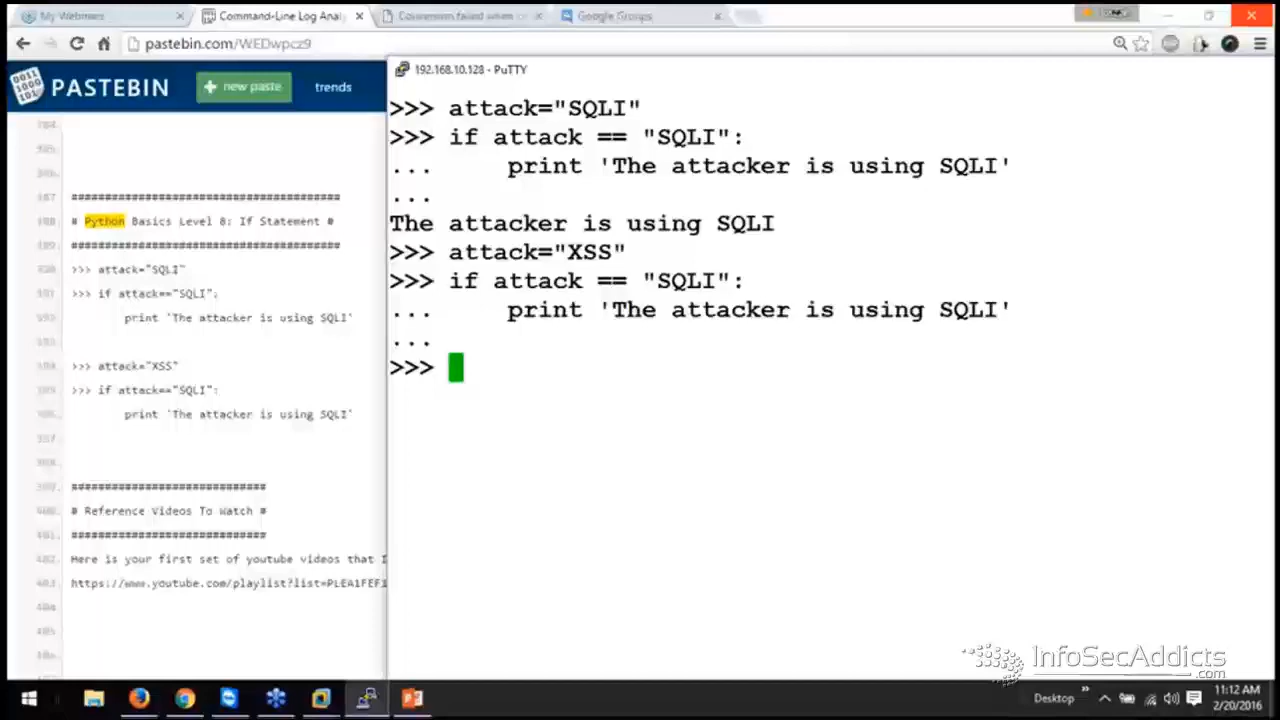 My Webinars
Command-Line Log Anal
Conversion failed when
Google Groups
pastebin.com/WEDwpcz9
PASTEBIN
new paste
trends
192.168.10.128 - PuTTY
########################################
# Python Basics Level 8: If Statement #
########################################
>>> attack="SQLI"
>>> if attack=="SQLI":
print 'The attacker is using SQLI'
>>> attack="XSS"
>>> if attack=="SQLI":
print 'The attacker is using SQLI'
#############################
# Reference Videos To Watch #
#############################
Here is your first set of youtube videos that I
https://www.youtube.com/playlist?list=PLEA1FEF1
>>> attack="SQLI"
>>> if attack == "SQLI":
...     print 'The attacker is using SQLI'
...
The attacker is using SQLI
>>> attack="XSS"
>>> if attack == "SQLI":
...     print 'The attacker is using SQLI'
...
>>>
InfoSecAddicts
.com
Desktop
11:12 AM
2/20/2016